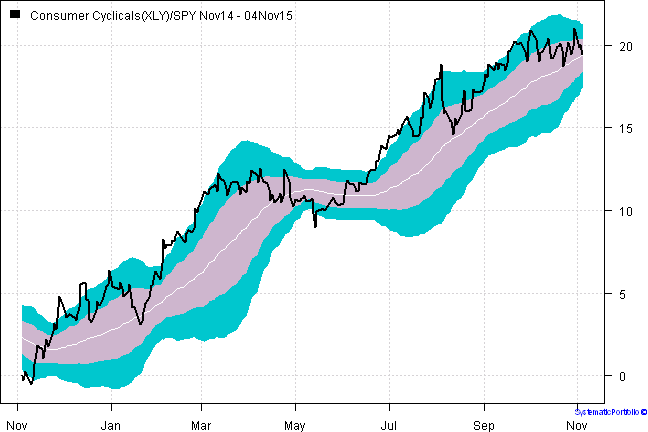 Consumer Cyclicals(XLY)/SPY Nov14 - 04Nov15
20
15
10
5
0
Nov Jan Mar May Jul Sep Nov
SystematicPortfolio ©